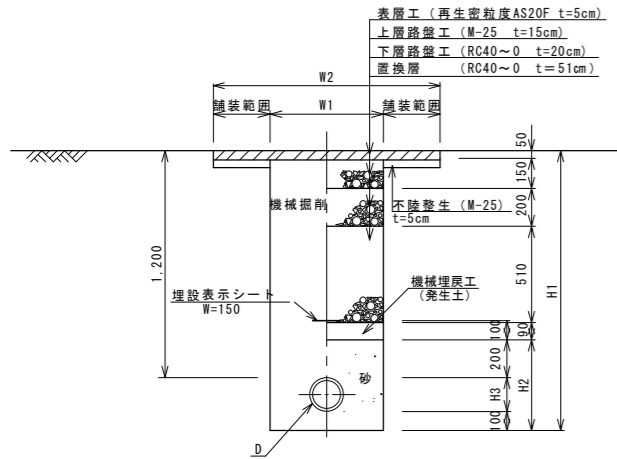 表層工 (再生密粒度AS20F t=5cm)
上層路盤工 (M-25 t=15cm)
下層路盤工 (RC40～0 t=20cm)
置換層 (RC40～0 t=51cm)
W2
舗装範囲
W1
舗装範囲
50
150
200
510
90
100
200
H3
100
H2
H1
1,200
機械掘削
不陸整生 (M-25)
t=5cm
機械埋戻工
(発生土)
埋設表示シート
W=150
砂
D